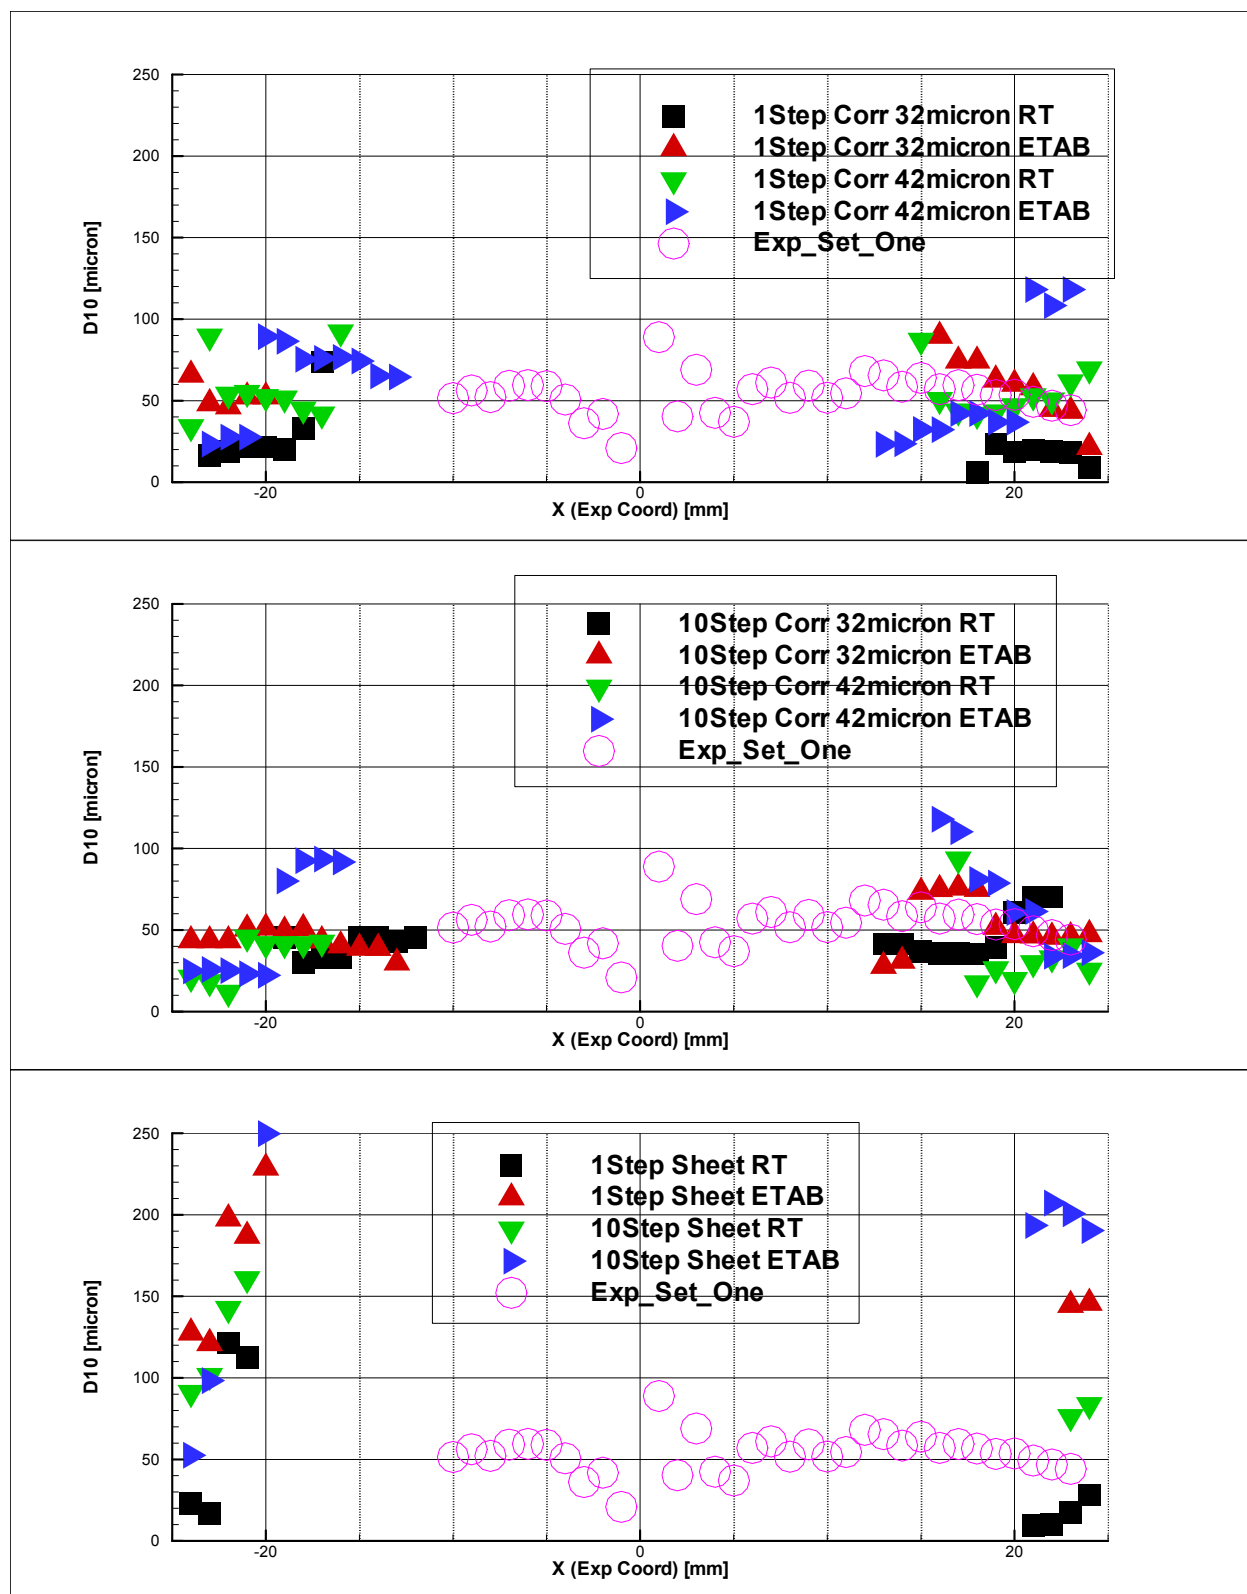 250
200
150
100
50
0
D10 [micron]
1Step Corr 32micron RT
1Step Corr 32micron ETAB
1Step Corr 42micron RT
1Step Corr 42micron ETAB
Exp_Set_One
-20 0 20
X (Exp Coord) [mm]
250
200
150
100
50
0
D10 [micron]
10Step Corr 32micron RT
10Step Corr 32micron ETAB
10Step Corr 42micron RT
10Step Corr 42micron ETAB
Exp_Set_One
-20 0 20
X (Exp Coord) [mm]
250
200
150
100
50
0
D10 [micron]
1Step Sheet RT
1Step Sheet ETAB
10Step Sheet RT
10Step Sheet ETAB
Exp_Set_One
-20 0 20
X (Exp Coord) [mm]